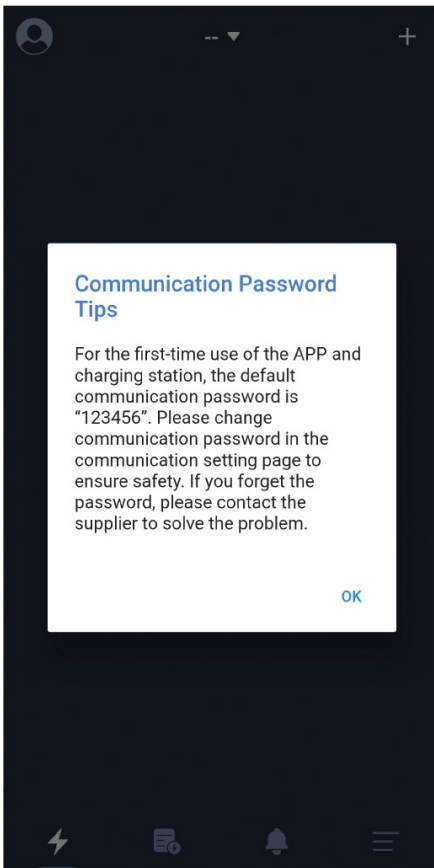 --
Communication Password
Tips
For the first-time use of the APP and
charging station, the default
communication password is
“123456”. Please change
communication password in the
communication setting page to
ensure safety. If you forget the
password, please contact the
supplier to solve the problem.
OK